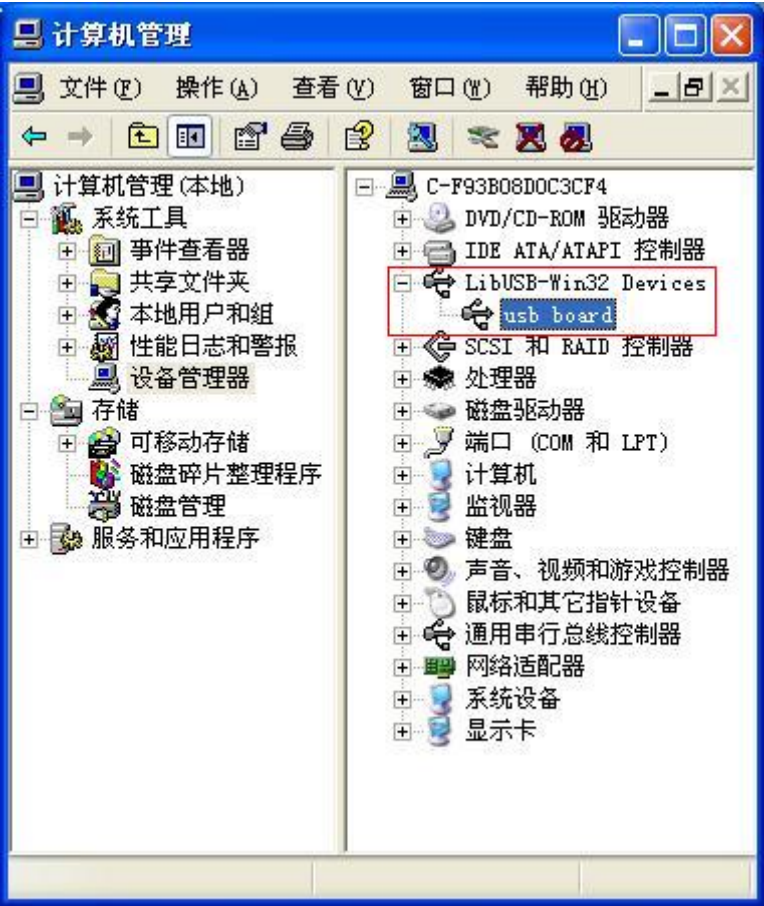 计算机管理
文件(F) 操作(A) 查看(V) 窗口(W) 帮助(H)
计算机管理(本地)
系统工具
事件查看器
共享文件夹
本地用户和组
性能日志和警报
设备管理器
存储
可移动存储
磁盘碎片整理程序
磁盘管理
服务和应用程序
C-F93B08D0C3CF4
DVD/CD-ROM 驱动器
IDE ATA/ATAPI 控制器
LibUSB-Win32 Devices
usb board
SCSI 和 RAID 控制器
处理器
磁盘驱动器
端口 (COM 和 LPT)
计算机
监视器
键盘
声音、视频和游戏控制器
鼠标和其它指针设备
通用串行总线控制器
网络适配器
系统设备
显示卡